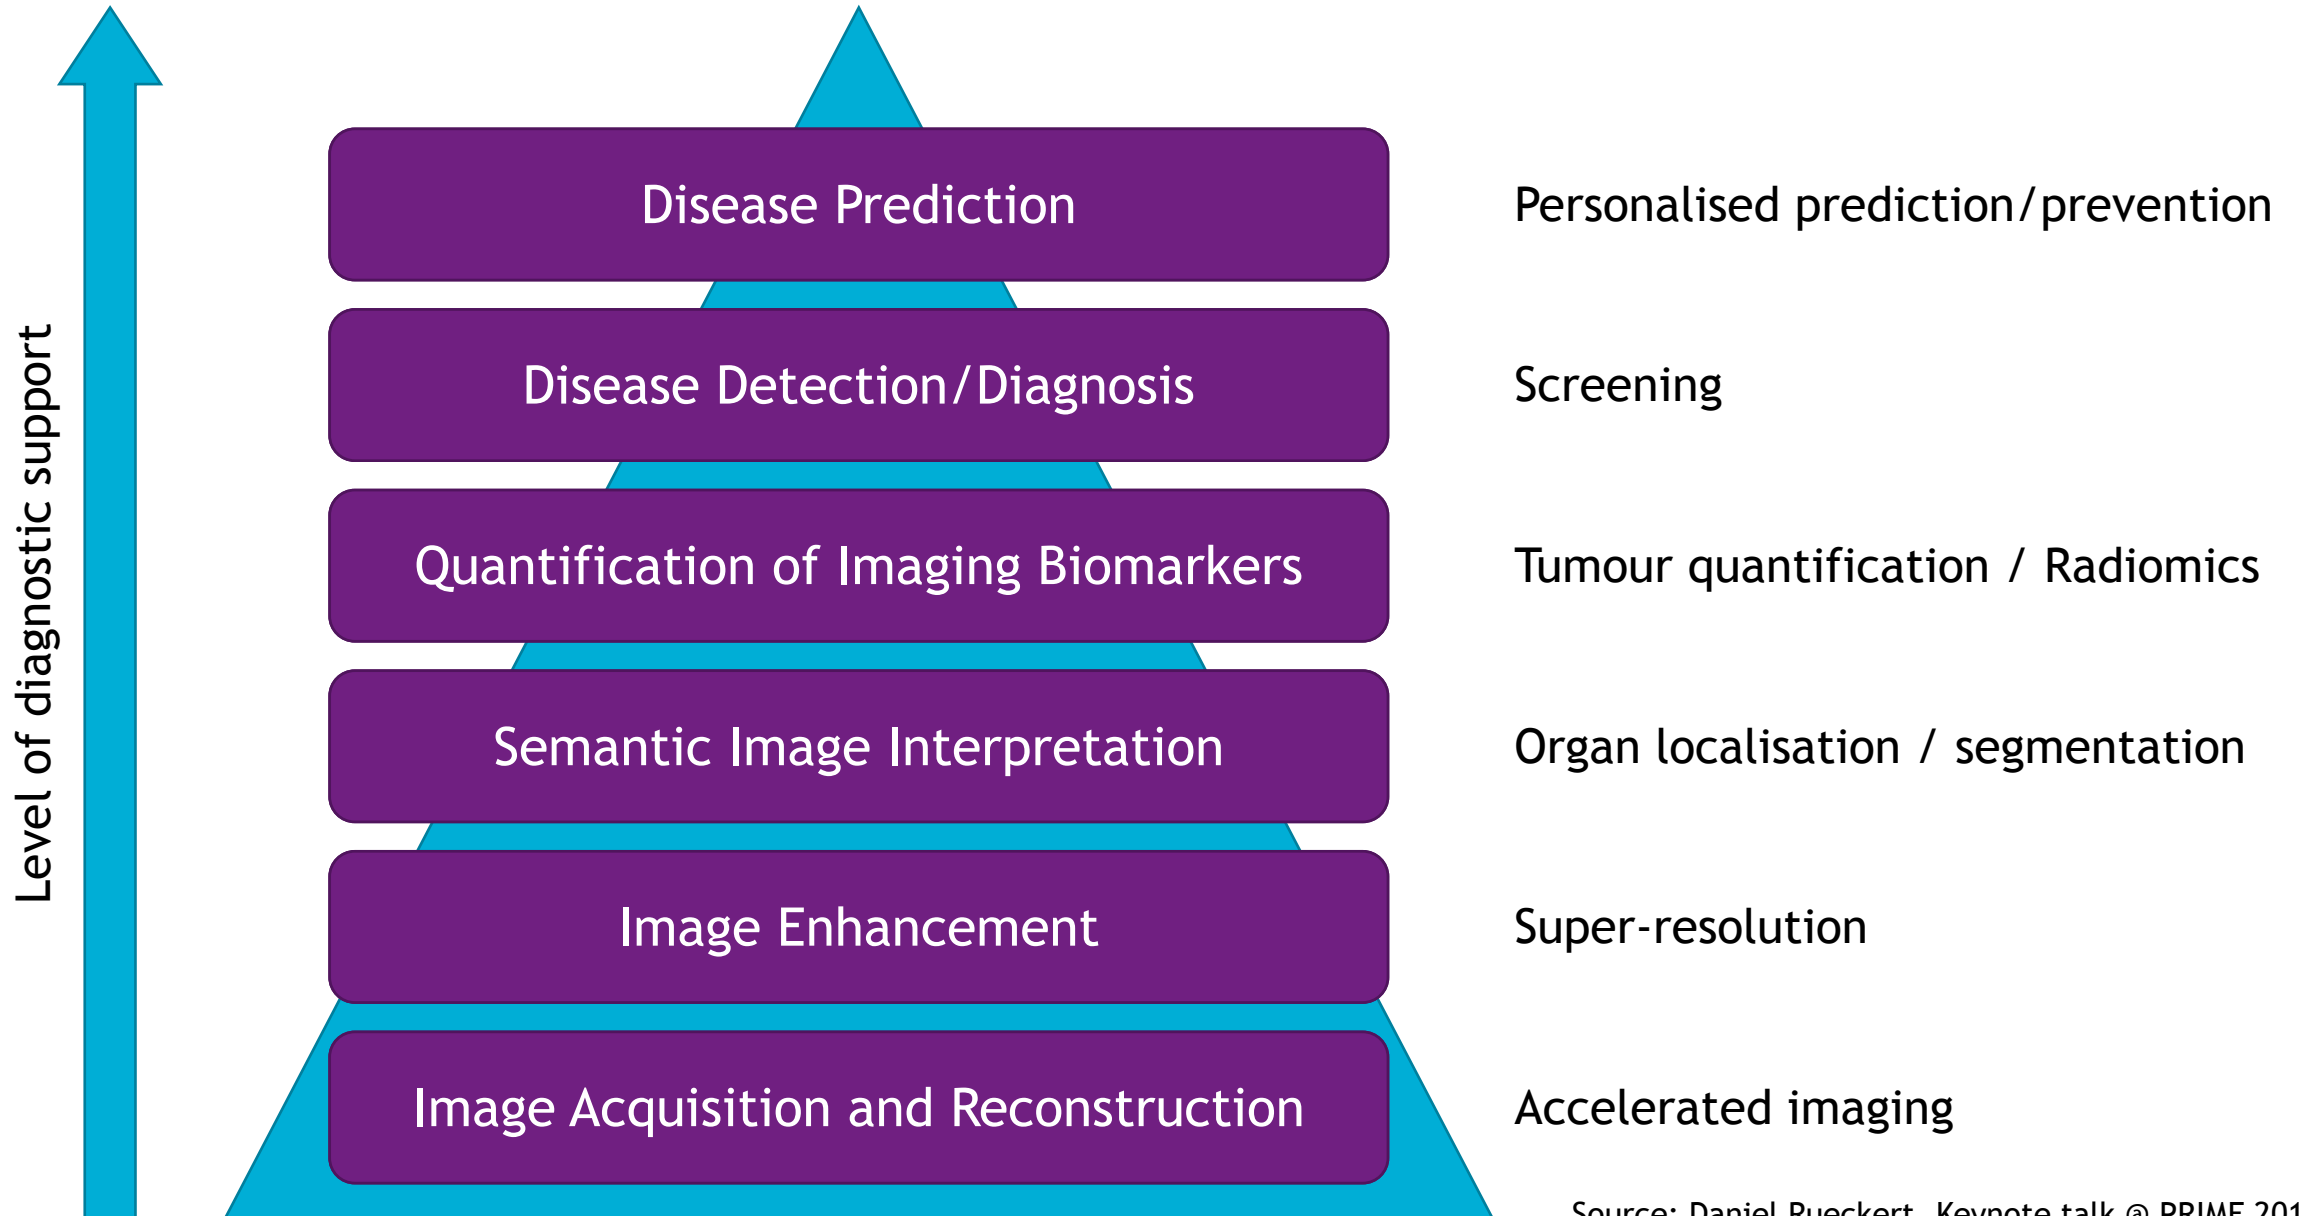 Level of diagnostic support
Disease Prediction
Personalised prediction/prevention
Disease Detection/Diagnosis
Screening
Quantification of Imaging Biomarkers
Tumour quantification / Radiomics
Semantic Image Interpretation
Organ localisation / segmentation
Image Enhancement
Super-resolution
Image Acquisition and Reconstruction
Accelerated imaging
Source: Daniel Rueckert, Keynote talk @ PRIME 201